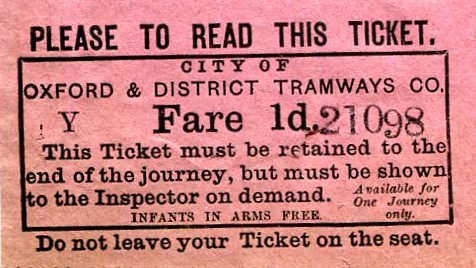 PLEASE TO READ THIS TICKET.
CITY OF
OXFORD & DISTRICT TRAMWAYS CO.
Y Fare 1d. 21098
This Ticket must be retained to the
end of the journey, but must be shown
to the Inspector on demand. Available for One Journey only.
INFANTS IN ARMS FREE.
Do not leave your Ticket on the seat.